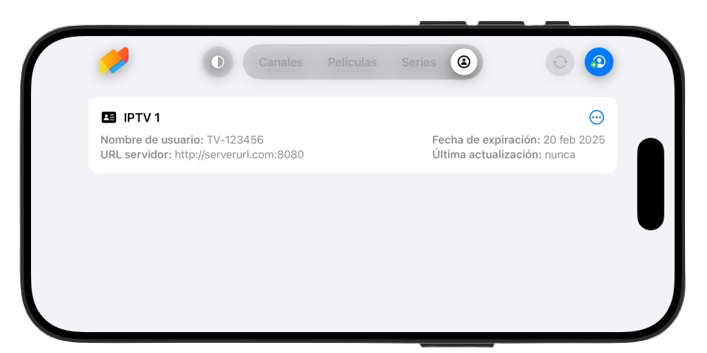 Canales Películas Series
IPTV 1
Nombre de usuario: TV-123456
URL servidor: http://serverurl.com:8080
Fecha de expiración: 20 feb 2025
Última actualización: nunca